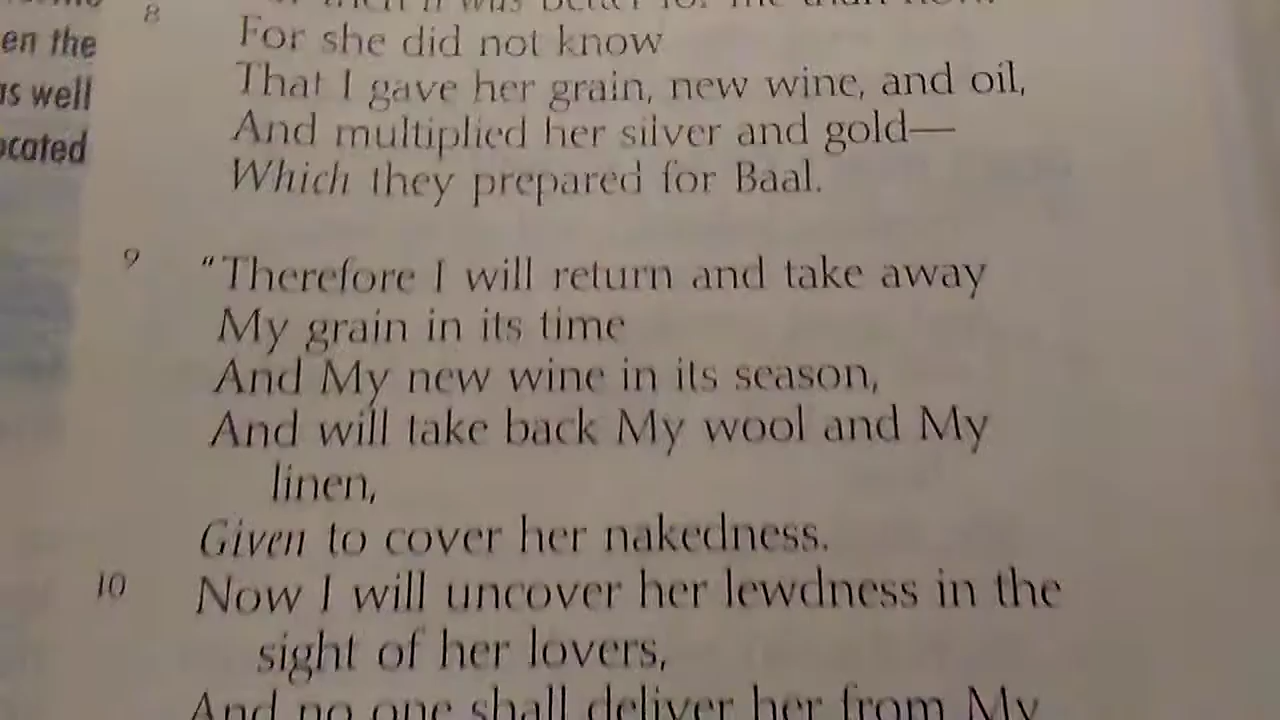 en the
as well
8
For she did not know
That I gave her grain, new wine, and oil,
And multiplied her silver and gold—
Which they prepared for Baal.
9
“Therefore I will return and take away
My grain in its time
And My new wine in its season,
And will take back My wool and My
linen,
Given to cover her nakedness.
10
Now I will uncover her lewdness in the
sight of her lovers,
And no one shall deliver her from My